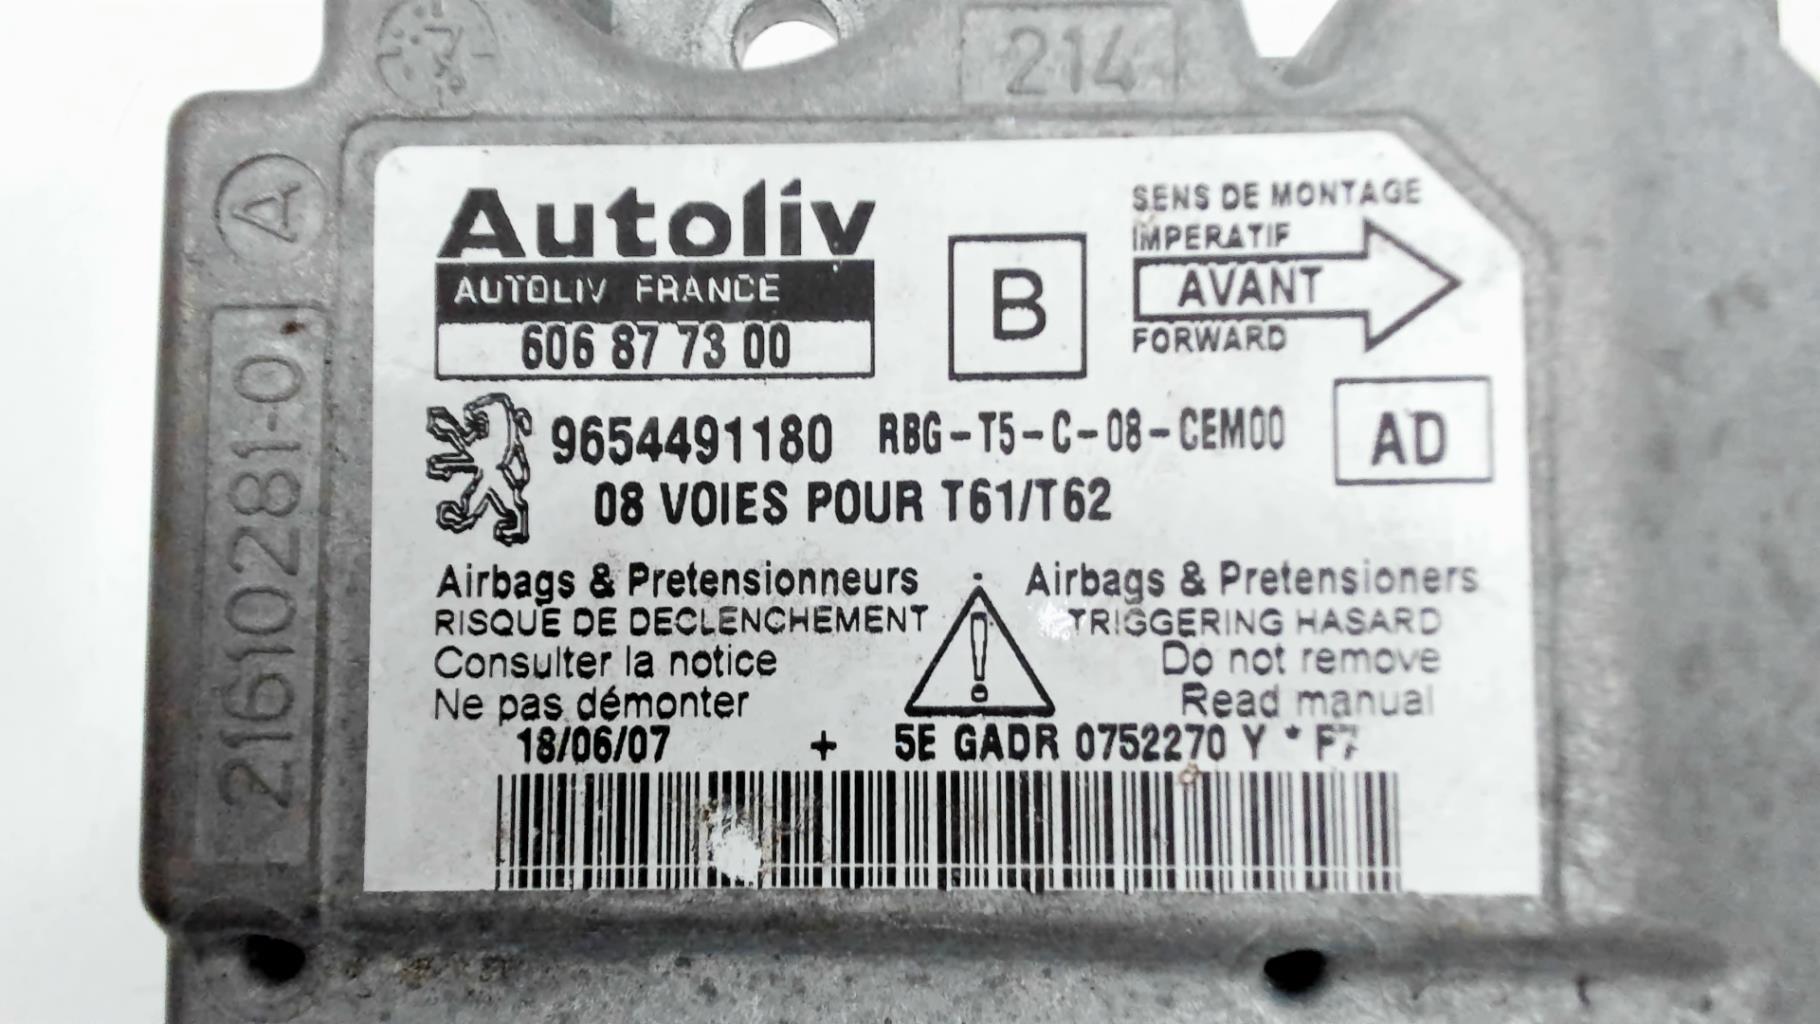 214
A
21610281-0
Autoliv
AUTOLIV FRANCE
606 87 73 00
B
SENS DE MONTAGE
IMPERATIF
AVANT
FORWARD
9654491180 RBG-T5-C-08-CEM00
AD
08 VOIES POUR T61/T62
Airbags & Pretensionneurs
RISQUE DE DECLENCHEMENT
Consulter la notice
Ne pas démonter
Airbags & Pretensioners
TRIGGERING HASARD
Do not remove
Read manual
18/06/07 + 5E GADR 0752270 Y * F7